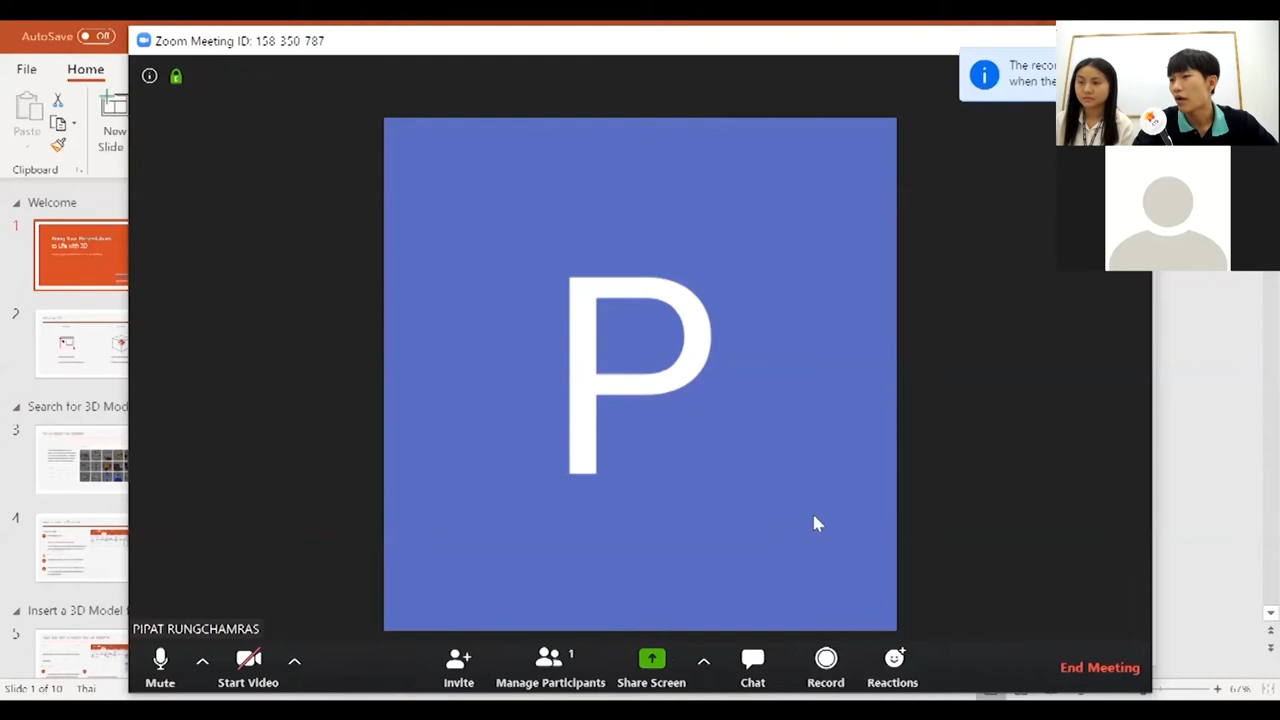 AutoSave Off
Zoom Meeting ID: 158-350-787
File
Home
Paste
New
Slide
Clipboard
The reco
when the
Welcome
1
2
Search for 3D Mod
3
4
Insert a 3D Model f
5
P
PIPAT RUNGCHAMRAS
Mute
Start Video
Invite
Manage Participants
1
Share Screen
Chat
Record
Reactions
End Meeting
Slide 1 of 10
Thai
67%